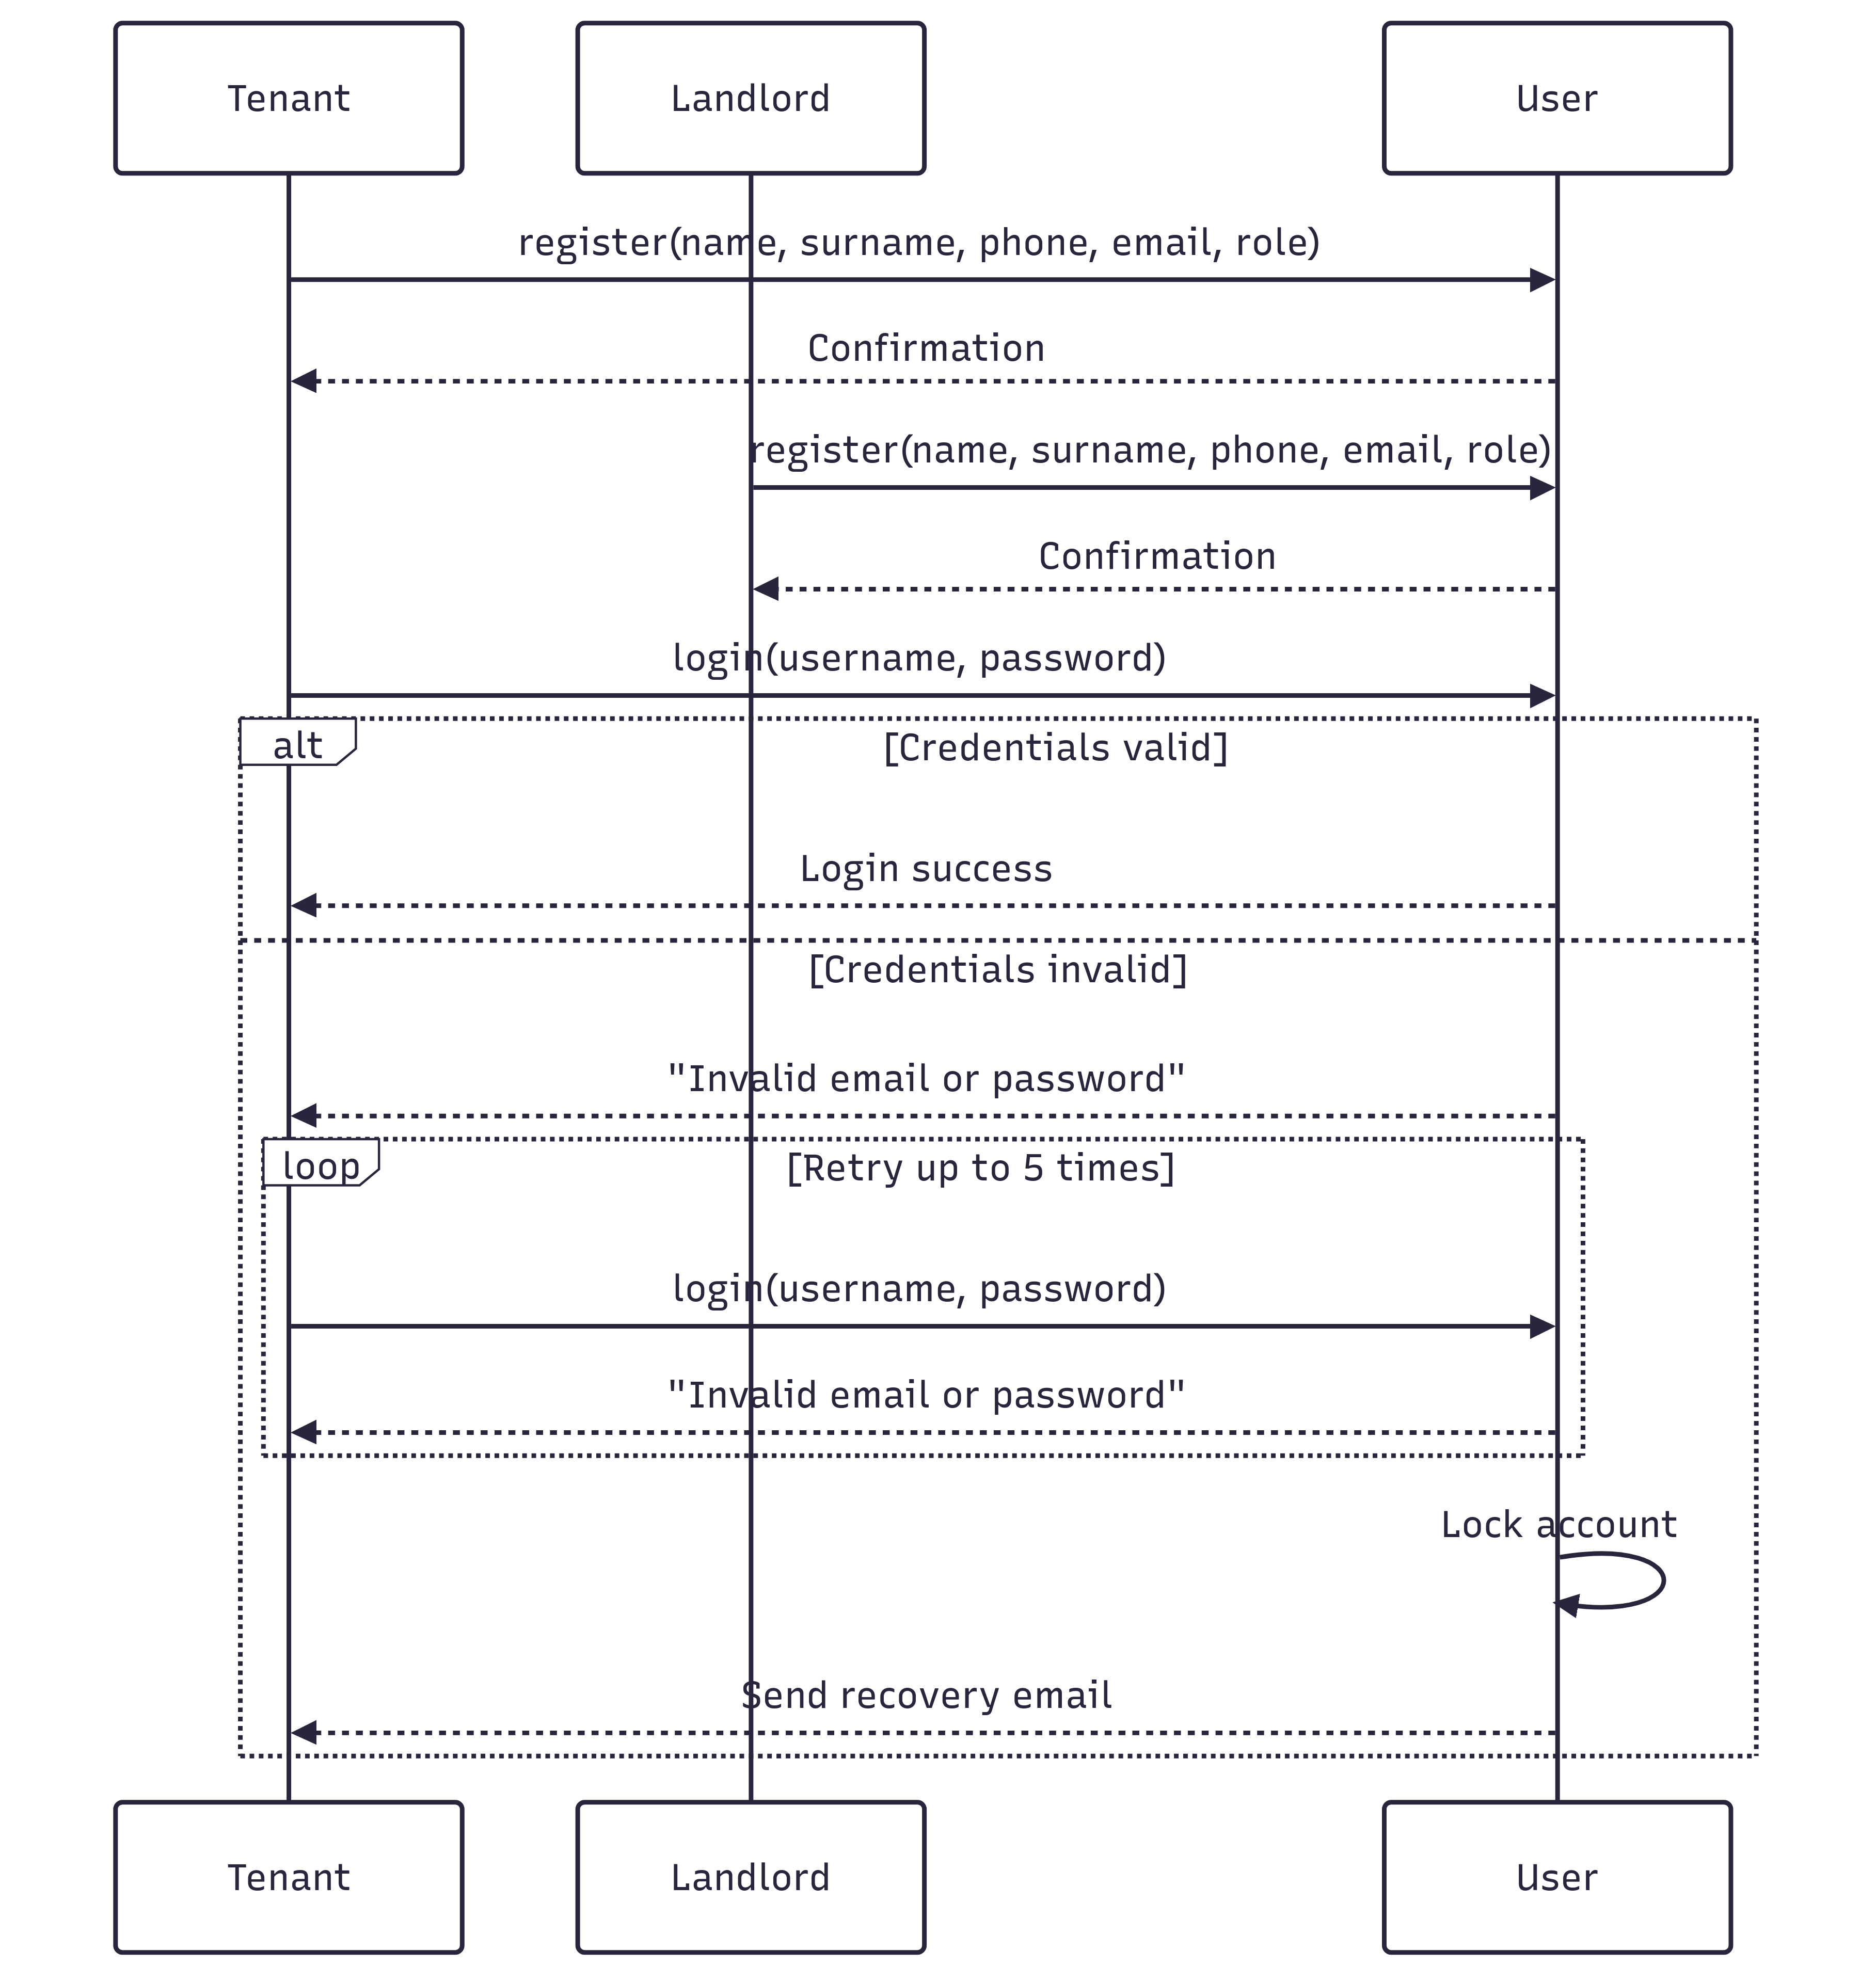 Tenant
Landlord
User
register(name, surname, phone, email, role)
Confirmation
register(name, surname, phone, email, role)
Confirmation
login(username, password)
alt
[Credentials valid]
Login success
[Credentials invalid]
"Invalid email or password"
loop
[Retry up to 5 times]
login(username, password)
"Invalid email or password"
Lock account
Send recovery email
Tenant
Landlord
User